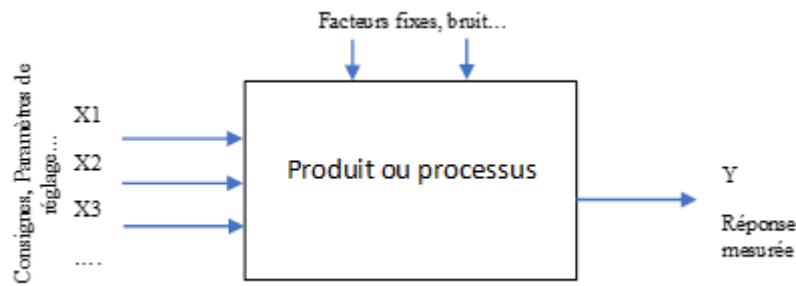 Facteurs fixes, bruit...
Consignes, Paramètres de
réglage...
X1
X2
X3
....
Produit ou processus
Y
Réponse
mesurée